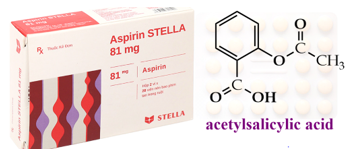 Aspirin STELLA
81 mg
Rx Thuốc kê đơn
81 mg Aspirin
STELLA
O
O
CH3
O
O
OH
acetylsalicylic acid